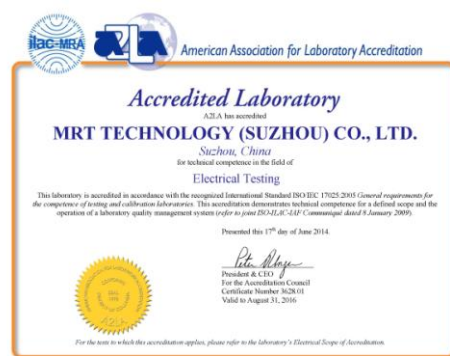 ilac-MRA
A2LA
American Association for Laboratory Accreditation
Accredited Laboratory
A2LA has accredited
MRT TECHNOLOGY (SUZHOU) CO., LTD.
Suzhou, China
for technical competence in the field of
Electrical Testing
This laboratory is accredited in accordance with the recognized International Standard ISO/IEC 17025:2005 General requirements for
the competence of testing and calibration laboratories. This accreditation demonstrates technical competence for a defined scope and the
operation of a laboratory quality management system (refer to joint ISO-ILAC-IAF Communiqué dated 8 January 2009).
Presented this 17th day of June 2014.
President & CEO
For the Accreditation Council
Certificate Number 3628.01
Valid to August 31, 2016
A2LA
For the tests to which this accreditation applies, please refer to the laboratory's Electrical Scope of Accreditation.